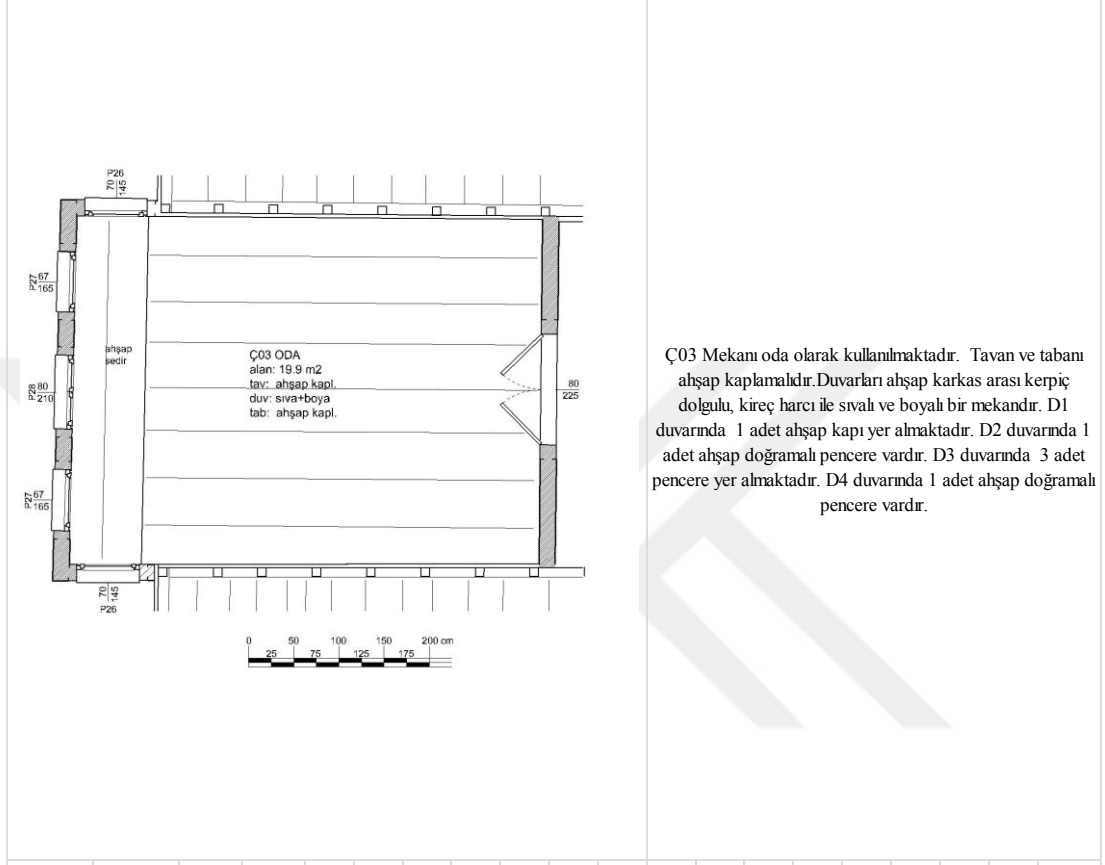 P26
70
145
P27 67
165
ahşap
sedir
P28 80
210
P27 67
165
70
145
P26
Ç03 ODA
alan: 19.9 m2
tav: ahşap kapl.
duv: sıva+boya
tab: ahşap kapl.
80
225
0 50 100 150 200 cm
25 75 125 175
Ç03 Mekanı oda olarak kullanılmaktadır. Tavan ve tabanı
ahşap kaplamalıdır.Duvarları ahşap karkas arası kerpiç
dolgulu, kireç harcı ile sıvalı ve boyalı bir mekandır. D1
duvarında 1 adet ahşap kapı yer almaktadır. D2 duvarında 1
adet ahşap doğramalı pencere vardır. D3 duvarında 3 adet
pencere yer almaktadır. D4 duvarında 1 adet ahşap doğramalı
pencere vardır.